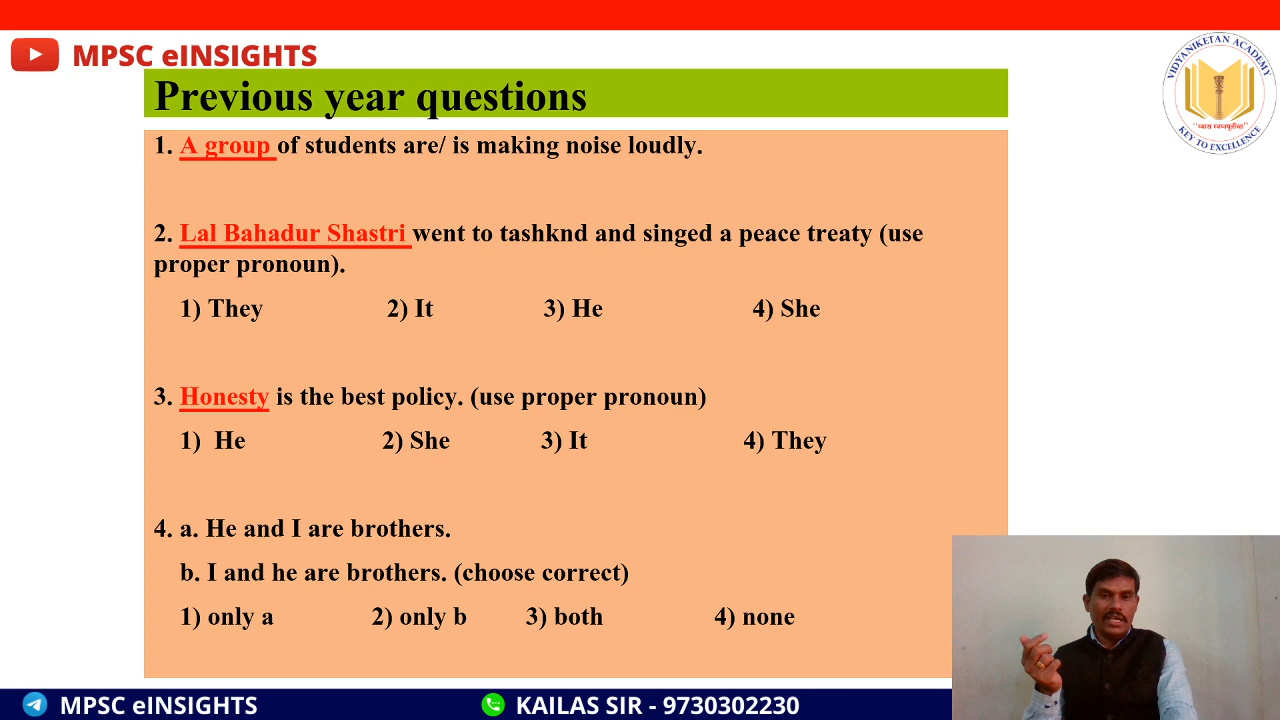 MPSC eINSIGHTS
VIDYANIKETAN ACADEMY
KEY TO EXCELLENCE
Previous year questions
1. A group of students are/ is making noise loudly.
2. Lal Bahadur Shastri went to tashknd and singed a peace treaty (use
proper pronoun).
1) They 2) It 3) He 4) She
3. Honesty is the best policy. (use proper pronoun)
1) He 2) She 3) It 4) They
4. a. He and I are brothers.
b. I and he are brothers. (choose correct)
1) only a 2) only b 3) both 4) none
MPSC eINSIGHTS
KAILAS SIR - 9730302230